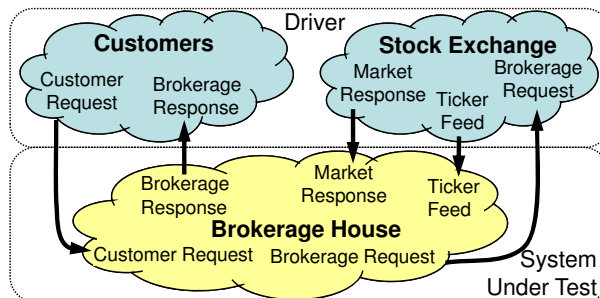 Driver
Customers
Customer
Request
Brokerage
Response
Stock Exchange
Market
Response
Ticker
Feed
Brokerage
Request
Brokerage
Response
Market
Response
Ticker
Feed
Brokerage House
Customer Request
Brokerage Request
System
Under Test